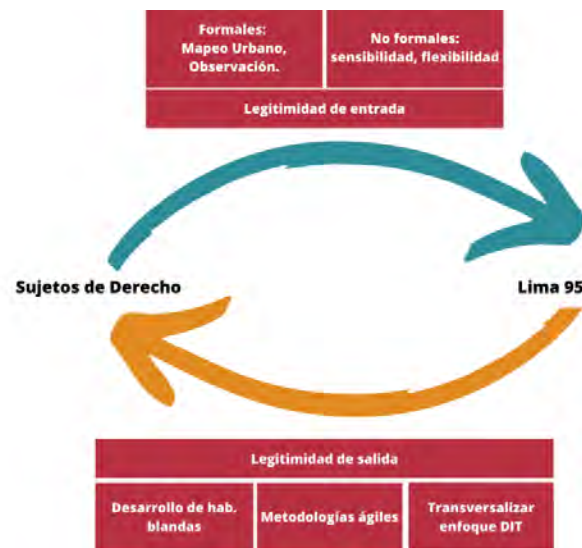 Formales:
Mapeo Urbano,
Observación.
No formales:
sensibilidad, flexibilidad
Legitimidad de entrada
Sujetos de Derecho
Lima 95
Legitimidad de salida
Desarrollo de hab.
blandas
Metodologías ágiles
Transversalizar
enfoque DIT